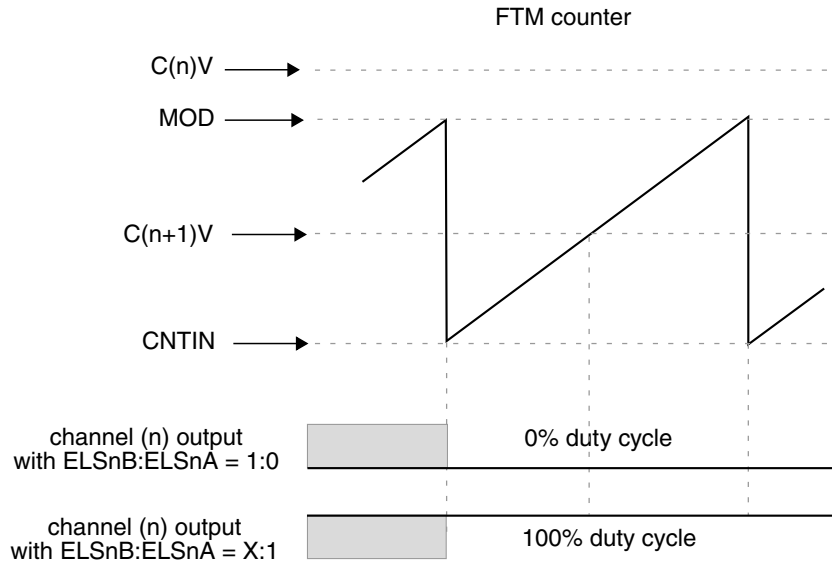 FTM counter
C(n)V
MOD
C(n+1)V
CNTIN
channel (n) output
with ELSnB:ELSnA = 1:0
0% duty cycle
channel (n) output
with ELSnB:ELSnA = X:1
100% duty cycle